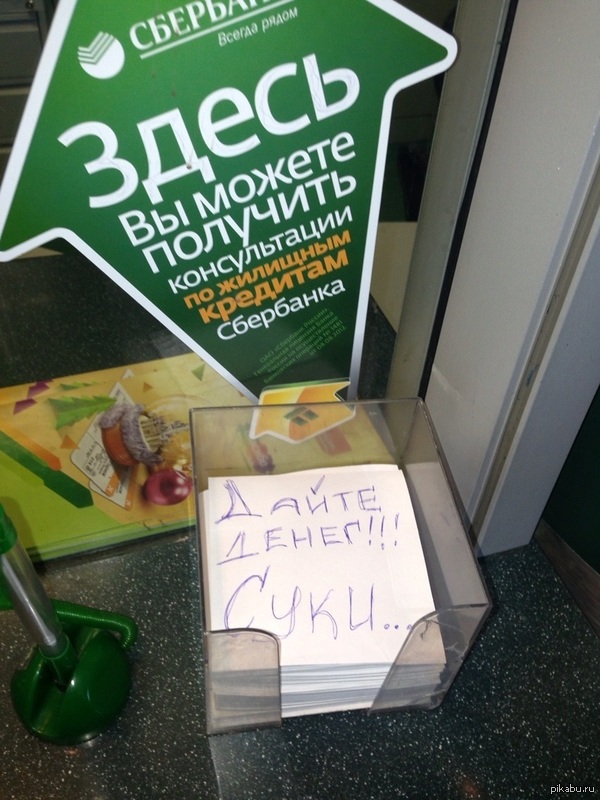 СБЕРБАНК
Всегда рядом
Здесь
Вы можете
получить
консультации
по жилищным
кредитам
Сбербанка
Дайте
денег!!!
Суки...
pikabu.ru